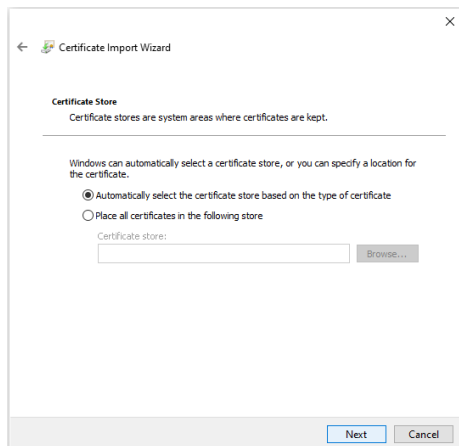 Certificate Import Wizard
Certificate Store
Certificate stores are system areas where certificates are kept.
Windows can automatically select a certificate store, or you can specify a location for
the certificate.
Automatically select the certificate store based on the type of certificate
Place all certificates in the following store
Certificate store:
Browse...
Next Cancel